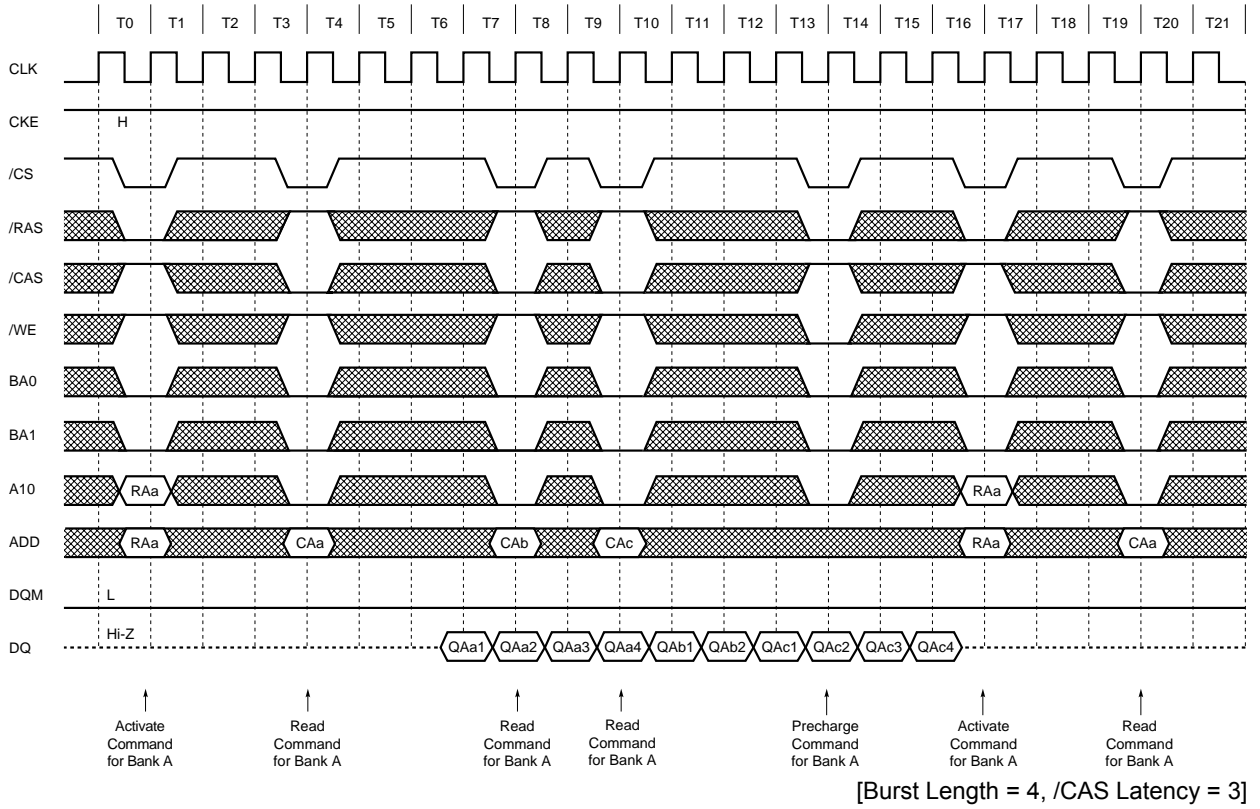 T0 T1 T2 T3 T4 T5 T6 T7 T8 T9 T10 T11 T12 T13 T14 T15 T16 T17 T18 T19 T20 T21
CLK
CKE H
/CS
/RAS
/CAS
/WE
BA0
BA1
A10 RAa RAa
ADD RAa CAa CAb CAc RAa CAa
DQM L
DQ Hi-Z QAa1 QAa2 QAa3 QAa4 QAb1 QAb2 QAc1 QAc2 QAc3 QAc4
Activate
Command
for Bank A
Read
Command
for Bank A
Read
Command
for Bank A
Read
Command
for Bank A
Precharge
Command
for Bank A
Activate
Command
for Bank A
Read
Command
for Bank A
[Burst Length = 4, /CAS Latency = 3]